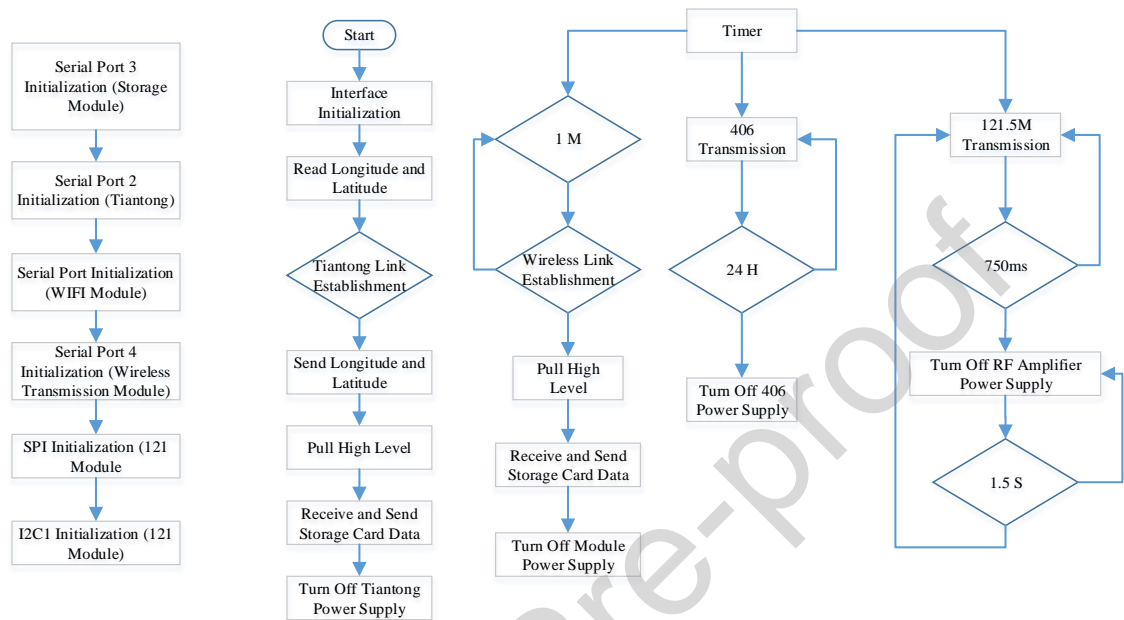 Serial Port 3
Initialization (Storage
Module)
Serial Port 2
Initialization (Tiantong)
Serial Port Initialization
(WIFI Module)
Serial Port 4
Initialization (Wireless
Transmission Module)
SPI Initialization (121
Module
I2C1 Initialization (121
Module)
Start
Interface
Initialization
Read Longitude and
Latitude
Tiantong Link
Establishment
Send Longitude and
Latitude
Pull High Level
Receive and Send
Storage Card Data
Turn Off Tiantong
Power Supply
Timer
1 M
Wireless Link
Establishment
Pull High
Level
Receive and Send
Storage Card Data
Turn Off Module
Power Supply
406
Transmission
24 H
Turn Off 406
Power Supply
121.5M
Transmission
750ms
Turn Off RF Amplifier
Power Supply
1.5 S
re-proof